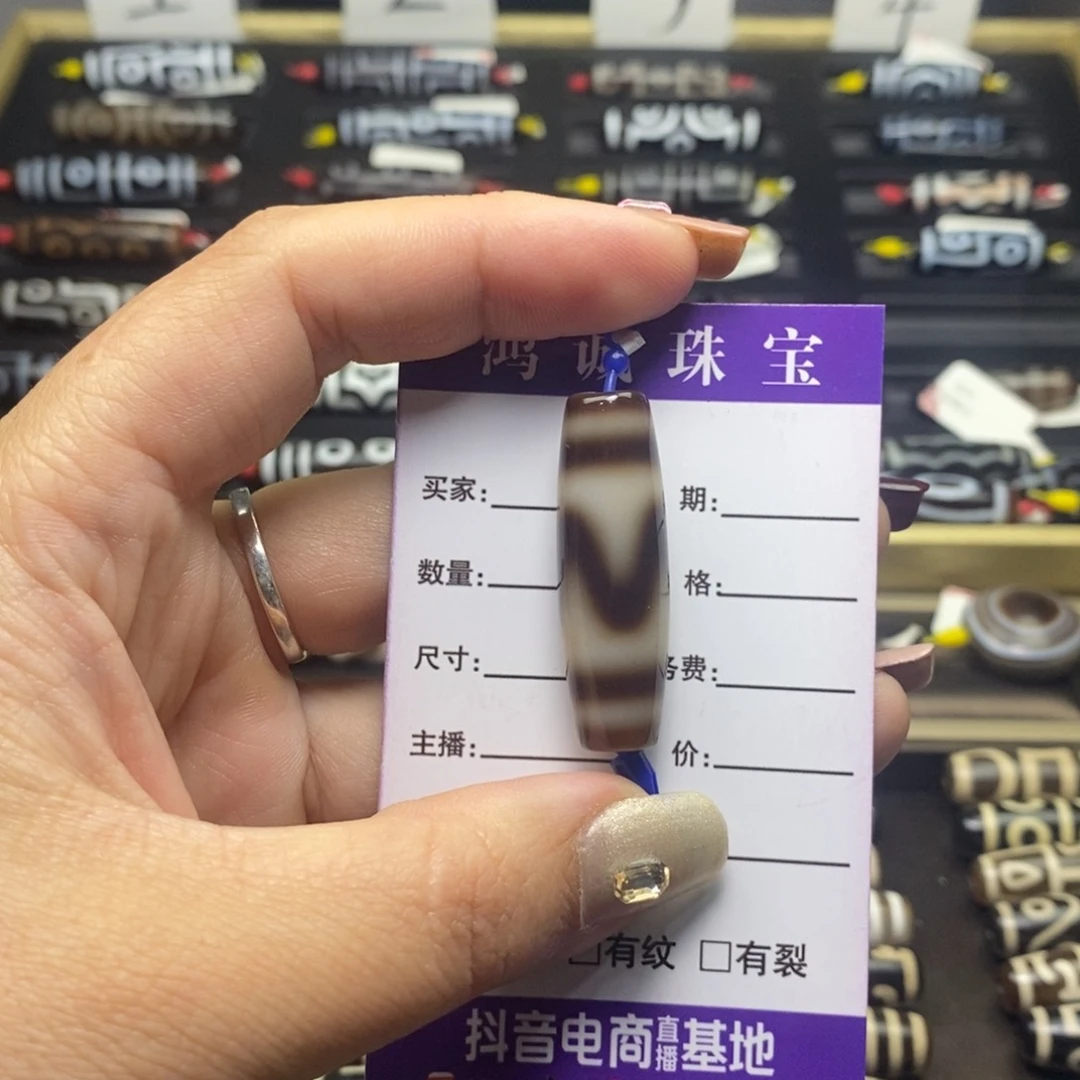 鸿诚珠宝
买家: 期:
数量: 格:
尺寸: 费:
主播: 价:
□有纹 □有裂
抖音电商直播基地